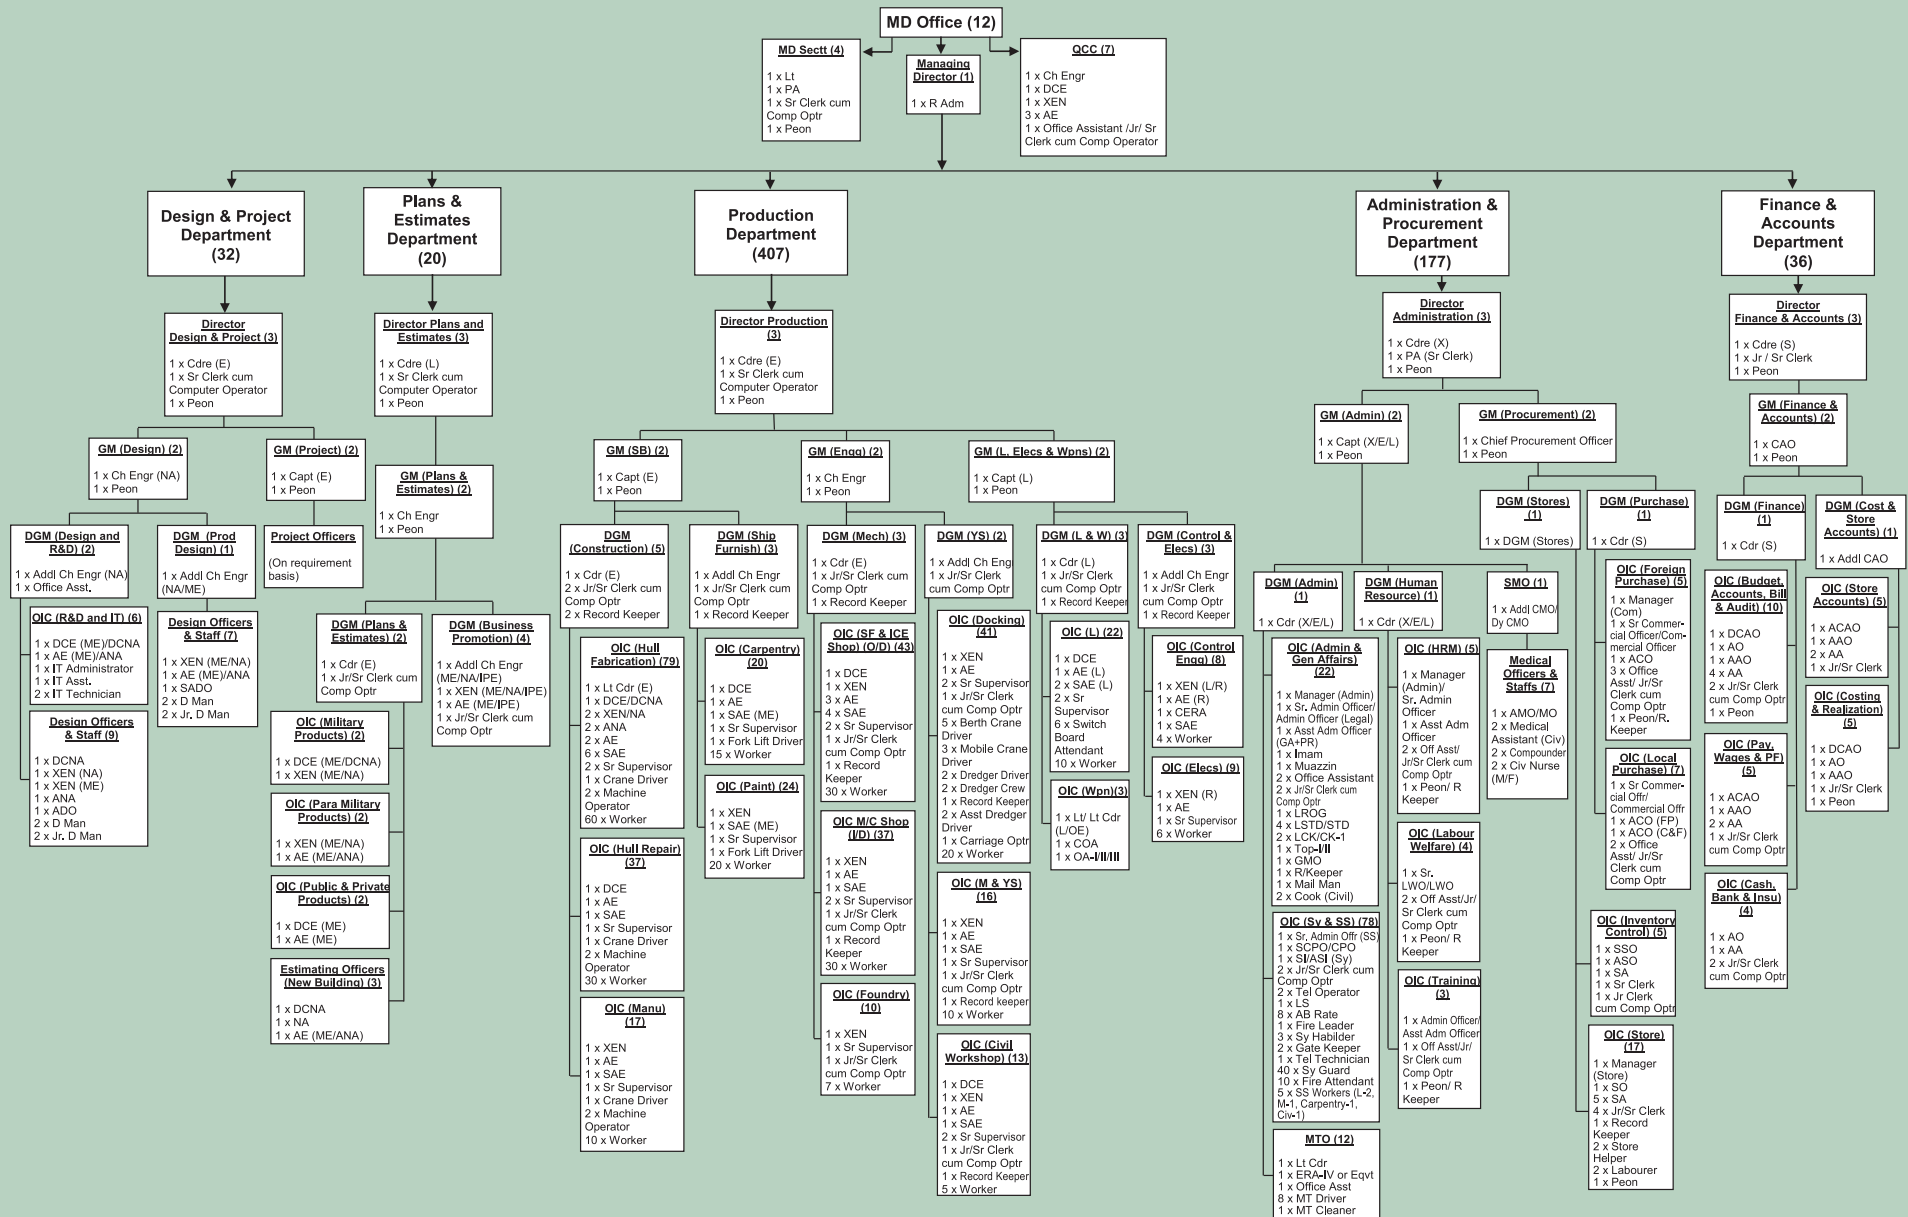 MD Office (12)
MD Sectt (4)
1 x Lt
1 x PA
1 x Sr Clerk cum
Comp Optr
1 x Peon
Managing
Director (1)
1 x R Adm
QCC (7)
1 x Ch Engr
1 x DCE
1 x XEN
3 x AE
1 x Office Assistant /Jr/ Sr
Clerk cum Comp Operator
Design & Project
Department
(32)
Director
Design & Project (3)
1 x Cdre (E)
1 x Sr Clerk cum
Computer Operator
1 x Peon
GM (Design) (2)
1 x Ch Engr (NA)
1 x Peon
GM (Project) (2)
1 x Capt (E)
1 x Peon
DGM (Design and
R&D) (2)
1 x Addl Ch Engr (NA)
1 x Office Asst.
DGM (Prod
Design) (1)
1 x Addl Ch Engr
(NA/ME)
Project Officers
(On requirement
basis)
OIC (R&D and IT) (6)
1 x DCE (ME)/DCNA
1 x AE (ME)/ANA
1 x IT Administrator
1 x IT Asst.
2 x IT Technician
Design Officers
& Staff (7)
1 x XEN (ME/NA)
1 x AE (ME)/ANA
1 x SADO
2 x D Man
2 x Jr. D Man
Design Officers
& Staff (9)
1 x DCNA
1 x XEN (NA)
1 x XEN (ME)
1 x ANA
1 x ADO
2 x D Man
2 x Jr. D Man
Plans &
Estimates
Department
(20)
Director Plans and
Estimates (3)
1 x Cdre (L)
1 x Sr Clerk cum
Computer Operator
1 x Peon
GM (Plans &
Estimates) (2)
1 x Ch Engr
1 x Peon
DGM (Plans &
Estimates) (2)
1 x Cdr (E)
1 x Jr/Sr Clerk cum
Comp Optr
DGM (Business
Promotion) (4)
1 x Addl Ch Engr
(ME/NA/IPE)
1 x XEN (ME/NA/IPE)
1 x AE (ME/IPE)
1 x Jr/Sr Clerk cum
Comp Optr
OIC (Military
Products) (2)
1 x DCE (ME/DCNA)
1 x XEN (ME/NA)
OIC (Para Military
Products) (2)
1 x XEN (ME/NA)
1 x AE (ME/ANA)
OIC (Public & Private
Products) (2)
1 x DCE (ME)
1 x AE (ME)
Estimating Officers
(New Building) (3)
1 x DCNA
1 x NA
1 x AE (ME/ANA)
Production
Department
(407)
Director Production
(3)
1 x Cdre (E)
1 x Sr Clerk cum
Computer Operator
1 x Peon
GM (SB) (2)
1 x Capt (E)
1 x Peon
GM (Engg) (2)
1 x Ch Engr
1 x Peon
GM (L, Elecs & Wpns) (2)
1 x Capt (L)
1 x Peon
DGM
(Construction) (5)
1 x Cdr (E)
2 x Jr/Sr Clerk cum
Comp Optr
2 x Record Keeper
DGM
(Ship
Furnish) (3)
1 x Addl Ch Engr
1 x Jr/Sr Clerk cum
Comp Optr
1 x Record Keeper
DGM (Mech) (3)
1 x Cdr (E)
1 x Jr/Sr Clerk cum
Comp Optr
1 x Record Keeper
DGM (YS) (2)
1 x Addl Ch Eng
1 x Jr/Sr Clerk
cum Comp Optr
DGM (L & W) (3
1 x Cdr (L)
1 x Jr/Sr Clerk
cum Comp Optr
1 x Record Keeper
DGM (Control &
Elecs) (3)
1 x Addl Ch Engr
1 x Jr/Sr Clerk
cum Comp Optr
1 x Record Keeper
OIC (Hull
Fabrication) (79)
1 x Lt Cdr (E)
1 x DCE/DCNA
2 x XEN/NA
2 x ANA
2 x AE
6 x SAE
2 x Sr Supervisor
1 x Crane Driver
2 x Machine
Operator
60 x Worker
OIC (Hull Repair)
(37)
1 x DCE
1 x AE
1 x SAE
1 x Sr Supervisor
1 x Crane Driver
2 x Machine
Operator
30 x Worker
OIC (Manu)
(17)
1 x XEN
1 x AE
1 x SAE
1 x Sr Supervisor
1 x Crane Driver
2 x Machine
Operator
10 x Worker
OIC (Carpentry)
(20)
1 x DCE
1 x AE
1 x SAE (ME)
1 x Sr Supervisor
1 x Fork Lift Driver
15 x Worker
OIC (Paint) (24)
1 x XEN
1 x SAE (ME)
1 x Sr Supervisor
1 x Fork Lift Driver
20 x Worker
OIC (SF & ICE
Shop) (O/D) (43)
1 x DCE
1 x XEN
3 x AE
4 x SAE
2 x Sr Supervisor
1 x Jr/Sr Clerk
cum Comp Optr
1 x Record
Keeper
30 x Worker
OIC M/C Shop
(I/D) (37)
1 x XEN
1 x AE
1 x SAE
2 x Sr Supervisor
1 x Jr/Sr Clerk
cum Comp Optr
1 x Record
Keeper
30 x Worker
OIC (Foundry)
(10)
1 x XEN
1 x Sr Supervisor
1 x Jr/Sr Clerk
cum Comp Optr
7 x Worker
OIC (Docking)
(41)
1 x XEN
1 x AE
2 x Sr Supervisor
1 x Jr/Sr Clerk
cum Comp Optr
5 x Berth Crane
Driver
3 x Mobile Crane
Driver
2 x Dredger Driver
2 x Dredger Crew
1 x Record Keeper
2 x Asst Dredger
Driver
1 x Carriage Optr
20 x Worker
OIC (M & YS)
(16)
1 x XEN
1 x AE
1 x SAE
1 x Sr Supervisor
1 x Jr/Sr Clerk
cum Comp Optr
1 x Record keeper
10 x Worker
OIC (Civil
Workshop) (13)
1 x DCE
1 x XEN
1 x AE
1 x SAE
2 x Sr Supervisor
1 x Jr/Sr Clerk
cum Comp Optr
1 x Record Keeper
5 x Worker
OIC (L) (22)
1 x DCE
1 x AE (L)
2 x SAE (L)
2 x Sr
Supervisor
6 x Switch
Board
Attendant
10 x Worker
OIC (Wpn)(3)
1 x Lt/ Lt Cdr
(L/OE)
1 x COA
1 x OA-I/II/III
OIC (Control
Engg) (8)
1 x XEN (L/R)
1 x AE (R)
1 x CERA
1 x SAE
4 x Worker
OIC (Elecs) (9)
1 x XEN (R)
1 x AE
1 x Sr Supervisor
6 x Worker
Administration &
Procurement
Department
(177)
Director
Administration (3)
1 x Cdre (X)
1 x PA (Sr Clerk)
1 x Peon
GM (Admin) (2)
1 x Capt (X/E/L)
1 x Peon
GM (Procurement) (2)
1 x Chief Procurement Officer
1 x Peon
DGM (Admin)
(1)
1 x Cdr (X/E/L)
DGM (Human
Resource) (1)
1 x Cdr (X/E/L)
SMO (1)
1 x Addl CMO/
Dy CMO
DGM
(Stores)
(1)
1 x DGM (Stores)
DGM (Purchase)
(1)
1 x Cdr (S)
OIC (Admin &
Gen Affairs)
(22)
1 x Manager (Admin)
1 x Sr. Admin Officer/
Admin Officer (Legal)
1 x Asst Adm Officer
(GA+PR)
1 x Imam
1 x Muazzin
2 x Office Assistant
2 x Jr/Sr Clerk cum
Comp Optr
1 x LROG
4 x LSTD/STD
2 x LCK/CK-1
1 x Top-I/II
1 x GMO
1 x R/Keeper
1 x Mail Man
2 x Cook (Civil)
OIC (Sy & SS) (78)
1 x Sr, Admin Offr (SS)
1 x SCPO/CPO
1 x SI/ASI (Sy)
2 x Jr/Sr Clerk cum
Comp Optr
2 x Tel Operator
1 x LS
8 x AB Rate
1 x Fire Leader
3 x Sy Habilder
2 x Gate Keeper
1 x Tel Technician
40 x Sy Guard
10 x Fire Attendant
5 x SS Workers (L-2,
M-1, Carpentry-1,
Civ-1)
MTO (12)
1 x Lt Cdr
1 x ERA-IV or Eqvt
1 x Office Asst
8 x MT Driver
1 x MT Cleaner
OIC (HRM) (5)
1 x Manager
(Admin)/
Sr. Admin
Officer
1 x Asst Adm
Officer
2 x Off Asst/
Jr/Sr Clerk cum
Comp Optr
1 x Peon/ R
Keeper
OIC (Labour
Welfare) (4)
1 x Sr.
LWO/LWO
2 x Off Asst/Jr/
Sr Clerk cum
Comp Optr
1 x Peon/ R
Keeper
OIC (Training)
(3)
1 x Admin Officer/
Asst Adm Officer
1 x Off Asst/Jr/
Sr Clerk cum
Comp Optr
1 x Peon/ R
Keeper
Medical
Officers &
Staffs (7)
1 x AMO/MO
2 x Medical
Assistant (Civ)
2 x Compounder
2 x Civ Nurse
(M/F)
OIC
(Foreign
Purchase) (5)
1 x Manager
(Com)
1 x Sr Commer-
cial Officer/Com-
mercial Officer
1 x ACO
3 x Office
Asst/ Jr/Sr
Clerk cum
Comp Optr
1 x Peon/R.
Keeper
OIC (Local
Purchase) (7)
1 x Sr Commer-
cial Offr/
Commercial Offr
1 x ACO (FP)
1 x ACO (C&F)
2 x Office
Asst/ Jr/Sr
Clerk cum
Comp Optr
OIC (Inventory
Control) (5)
1 x SSO
1 x ASO
1 x SA
1 x Sr Clerk
1 x Jr Clerk
cum Comp Optr
OIC (Store)
(17)
1 x Manager
(Store)
1 x SO
5 x SA
4 x Jr/Sr Clerk
1 x Record
Keeper
2 x Store
Helper
2 x Labourer
1 x Peon
Finance &
Accounts
Department
(36)
Director
Finance & Accounts (3)
1 x Cdre (S)
1 x Jr / Sr Clerk
1 x Peon
GM (Finance &
Accounts) (2)
1 x CAO
1 x Peon
DGM (Finance)
(1)
1 x Cdr (S)
DGM (Cost &
Store
Accounts) (1)
1 x Addl CAO
OIC (Budget,
Accounts, Bill
& Audit) (10)
1 x DCAO
1 x AO
1 x AAO
4 x AA
2 x Jr/Sr Clerk
cum Comp Optr
1 x Peon
OIC (Pay,
Wages & PF)
(5)
1 x ACAO
1 x AAO
2 x AA
1 x Jr/Sr Clerk
cum Comp Optr
OIC (Cash,
Bank & Insu)
(4)
1 x AO
1 x AA
2 x Jr/Sr Clerk
cum Comp Optr
OIC (Store
Accounts) (5)
1 x ACAO
1 x AAO
2 x AA
1 x Jr/Sr Clerk
OIC (Costing
& Realization)
(5)
1 x DCAO
1 x AO
1 x AAO
1 x Jr/Sr Clerk
1 x Peon